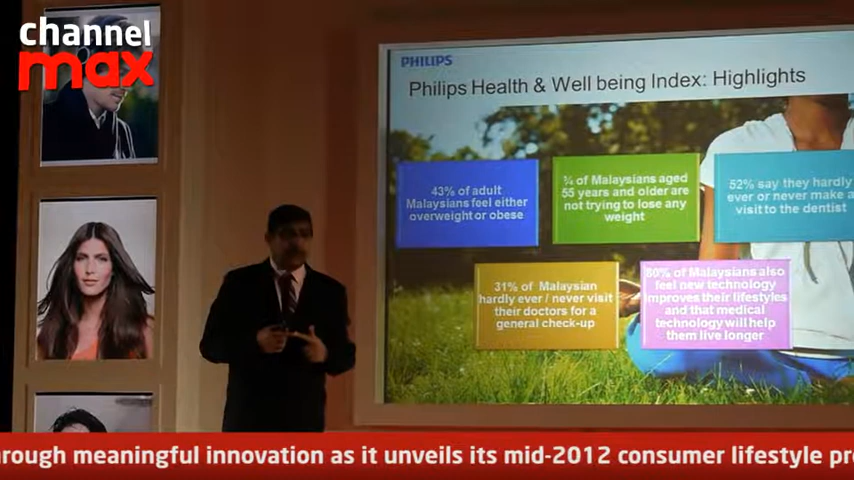 channel
max
PHILIPS
Philips Health & Well being Index: Highlights
43% of adult
Malaysians feel either
overweight or obese
¾ of Malaysians aged
55 years and older are
not trying to lose any
weight
52% say they hardly
ever or never make a
visit to the dentist
31% of Malaysian
hardly ever / never visit
their doctors for a
general check-up
of Malaysians also
feel new technology
improves their lifestyles
and that medical
technology will help
them live longer
rough meaningful innovation as it unveils its mid-2012 consumer lifestyle pr